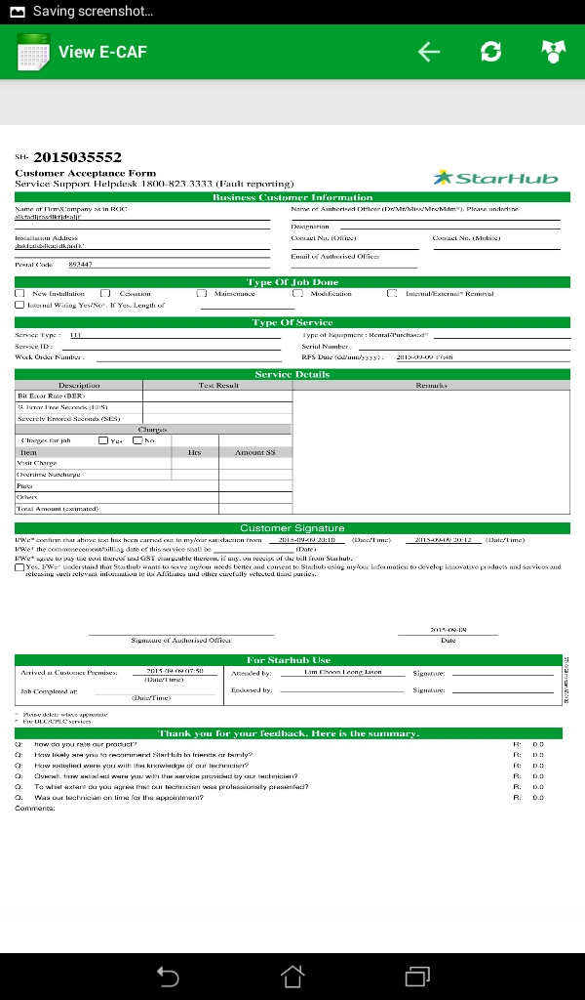 Saving screenshot...
View E-CAF
SH- 2015035552
Customer Acceptance Form
Service Support Helpdesk 1800-823 3333 (Fault reporting)
StarHub
Business Customer Information
Name of Firm/Company as in ROC
Name of Authorised Officer (Dr/Mr/Miss/Mrs/Mdm*). Please underline
Designation
Installation Address
Contact No. (Office)
Contact No. (Mobile)
Email of Authorised Officer
Postal Code 893447
Type Of Job Done
New Installation Cessation Maintenance Modification Internal/External* Removal
Internal Wiring Yes/No*. If Yes, Length of
Type Of Service
Service Type : 111
Type of Equipment : Rental/Purchased*
Service ID :
Serial Number :
Work Order Number :
RFS Date (dd/mm/yyyy) : 2015-09-09 17:46
Service Details
Description Test Result Remarks
Bit Error Rate (BER)
% Error Free Seconds (EFS)
Severely Errored Seconds (SES)
Charges
Charges for job Yes No
Item Hrs Amount S$
Visit Charge
Overtime Surcharge
Parts
Others
Total Amount (estimated)
Customer Signature
I/We* confirm that above test has been carried out to my/our satisfaction from 2015-09-09 20:10 (Date/Time) 2015-09-09 20:12 (Date/Time)
I/We* the commencement/billing date of this service shall be (Date)
I/We* agree to pay the cost thereof and GST chargeable thereon, if any, on receipt of the bill from Starhub.
Yes, I/We* understand that Starthub wants to serve my/our needs better and consent to Starhub using my/our information to develop innovative products and services and
releasing such relevant information to its Affiliates and other carefully selected third parties.
2015-09-09
Signature of Authorised Officer
Date
For Starhub Use
Arrived at Customer Premises: 2015-09-09 07:50
(Date/Time)
Attended by: Lim Choon Leong Jason Signature:
Job Completed at:
(Date/Time)
Endorsed by: Signature:
* Please delete where approriate
* For DLC/CPLC services
Thank you for your feedback. Here is the summary.
Q: how do you rate our product? R: 0.0
Q: How likely are you to recommend StarHub to friends or family? R: 0.0
Q: How satisfied were you with the knowledge of our technician? R: 0.0
Q: Overall, how satisfied were you with the service provided by our technician? R: 0.0
Q: To what extent do you agree that our technician was professionally presented? R: 0.0
Q: Was our technician on time for the appointment? R: 0.0
Comments: